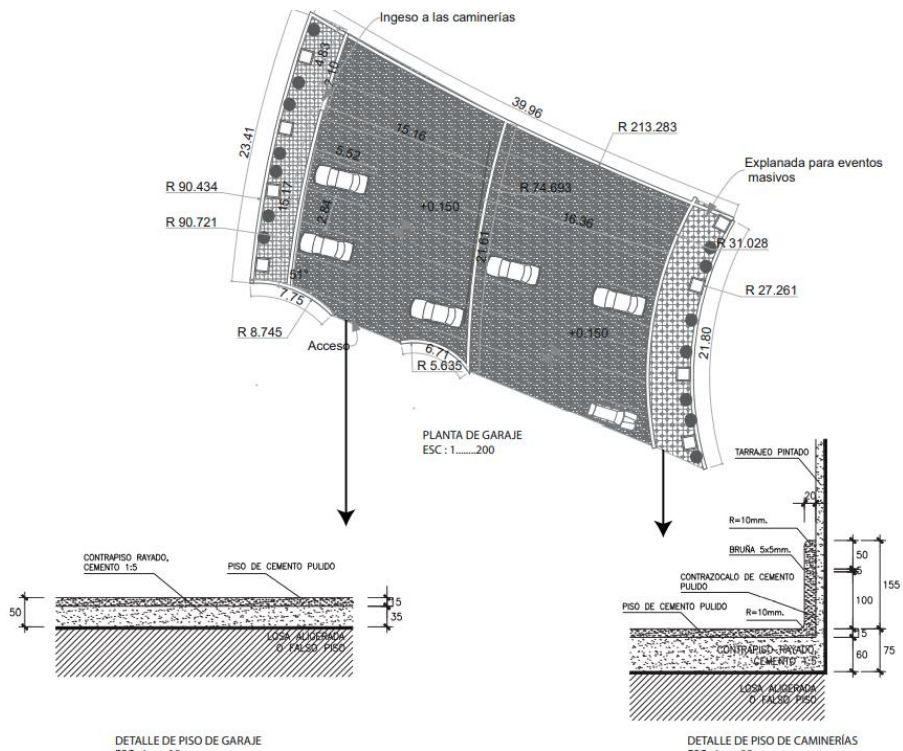 Ingeso a las caminerías
4.83
2.10
39.96
23.41
15.16
R 213.283
Explanada para eventos
masivos
5.52
R 90.434
R 74.693
15.17
2.84
+0.150
16.36
R 90.721
R 31.028
21.61
51°
R 27.261
7.75
R 8.745
+0.150
Acceso
21.80
6.71
R 5.635
PLANTA DE GARAJE
ESC : 1........200
TARRAJEO PINTADO
20
R=10mm.
CONTRAPISO RAYADO,
CEMENTO 1:5
PISO DE CEMENTO PULIDO
50
15
35
LOSA ALIGERADA
O FALSO PISO
BRUÑA 5x5mm.
50
5
CONTRAZOCALO DE CEMENTO
PULIDO
155
100
PISO DE CEMENTO PULIDO
R=10mm.
15
CONTRAPISO RAYADO,
CEMENTO 1:5
60
75
LOSA ALIGERADA
O FALSO PISO
DETALLE DE PISO DE GARAJE
DETALLE DE PISO DE CAMINERÍAS